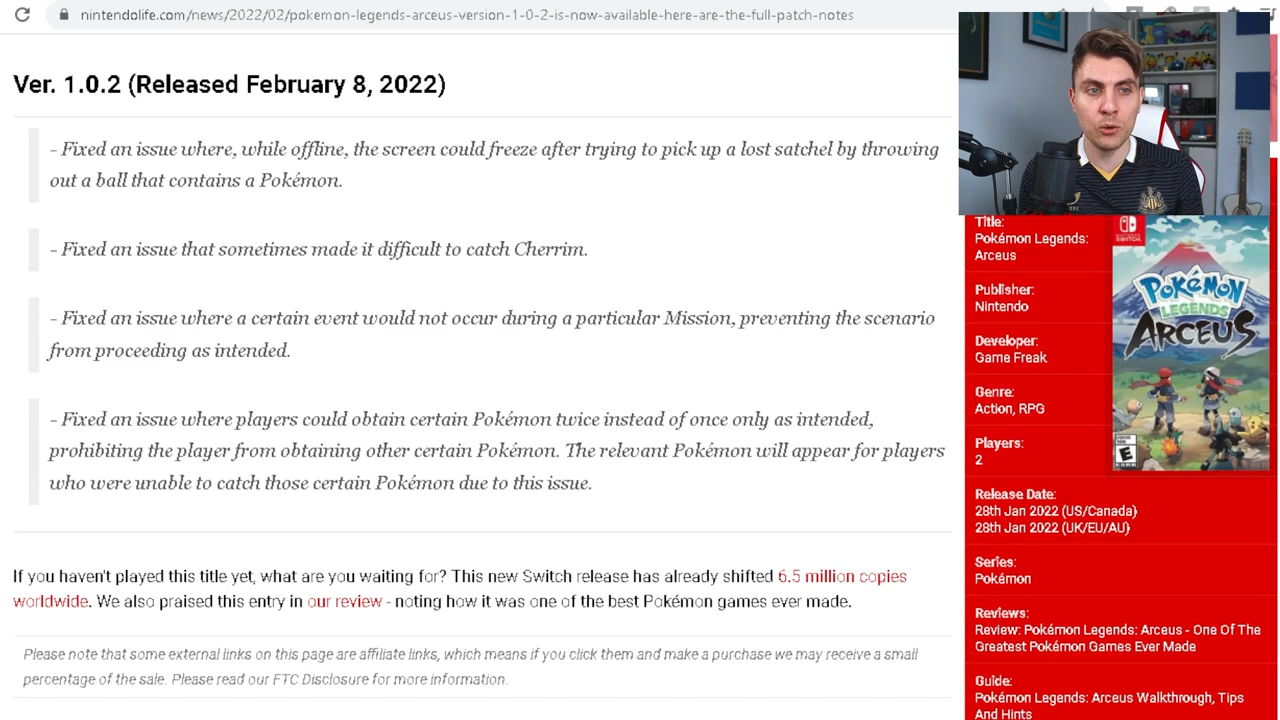 nintendolife.com/news/2022/02/pokemon-legends-arceus-version-1-0-2-is-now-available-here-are-the-full-patch-notes
Ver. 1.0.2 (Released February 8, 2022)
- Fixed an issue where, while offline, the screen could freeze after trying to pick up a lost satchel by throwing
out a ball that contains a Pokémon.
- Fixed an issue that sometimes made it difficult to catch Cherrim.
- Fixed an issue where a certain event would not occur during a particular Mission, preventing the scenario
from proceeding as intended.
- Fixed an issue where players could obtain certain Pokémon twice instead of once only as intended,
prohibiting the player from obtaining other certain Pokémon. The relevant Pokémon will appear for players
who were unable to catch those certain Pokémon due to this issue.
If you haven't played this title yet, what are you waiting for? This new Switch release has already shifted 6.5 million copies
worldwide. We also praised this entry in our review - noting how it was one of the best Pokémon games ever made.
Please note that some external links on this page are affiliate links, which means if you click them and make a purchase we may receive a small
percentage of the sale. Please read our FTC Disclosure for more information.
Title:
Pokémon Legends:
Arceus
Publisher:
Nintendo
Developer:
Game Freak
Genre:
Action, RPG
Players:
2
Release Date:
28th Jan 2022 (US/Canada)
28th Jan 2022 (UK/EU/AU)
Series:
Pokémon
Reviews:
Review: Pokémon Legends: Arceus - One Of The
Greatest Pokémon Games Ever Made
Guide:
Pokémon Legends: Arceus Walkthrough, Tips
And Hints
SWITCH
POKÉMON
LEGENDS
ARCEUS
E